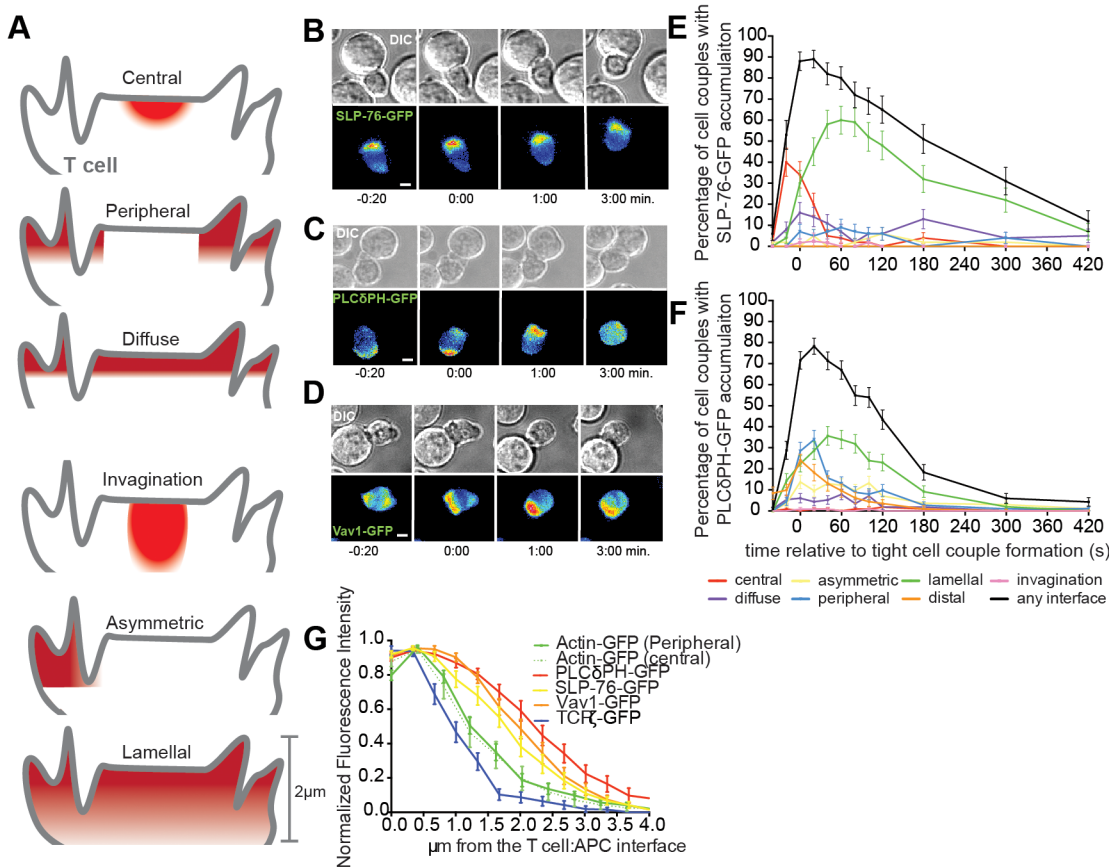 A
Central
T cell
Peripheral
Diffuse
Invagination
Asymmetric
Lamellal
2μm
B
DIC
SLP-76-GFP
-0:20 0:00 1:00 3:00 min.
C
DIC
PLCδPH-GFP
-0:20 0:00 1:00 3:00 min.
D
DIC
Vav1-GFP
-0:20 0:00 1:00 3:00 min.
E
Percentage of cell couples with
SLP-76-GFP accumulaiton
100
90
80
70
60
50
40
30
20
10
0
0 60 120 180 240 300 360 420
F
Percentage of cell couples with
PLCδPH-GFP accumulaiton
100
90
80
70
60
50
40
30
20
10
0
0 60 120 180 240 300 360 420
time relative to tight cell couple formation (s)
central asymmetric lamellal invagination
diffuse peripheral distal any interface
G
Normalized Fluorescence Intensity
1.0
0.8
0.6
0.4
0.2
0.0
0.0 0.5 1.0 1.5 2.0 2.5 3.0 3.5 4.0
μm from the T cell:APC interface
Actin-GFP (Peripheral)
Actin-GFP (central)
PLCδPH-GFP
SLP-76-GFP
Vav1-GFP
TCRζ-GFP